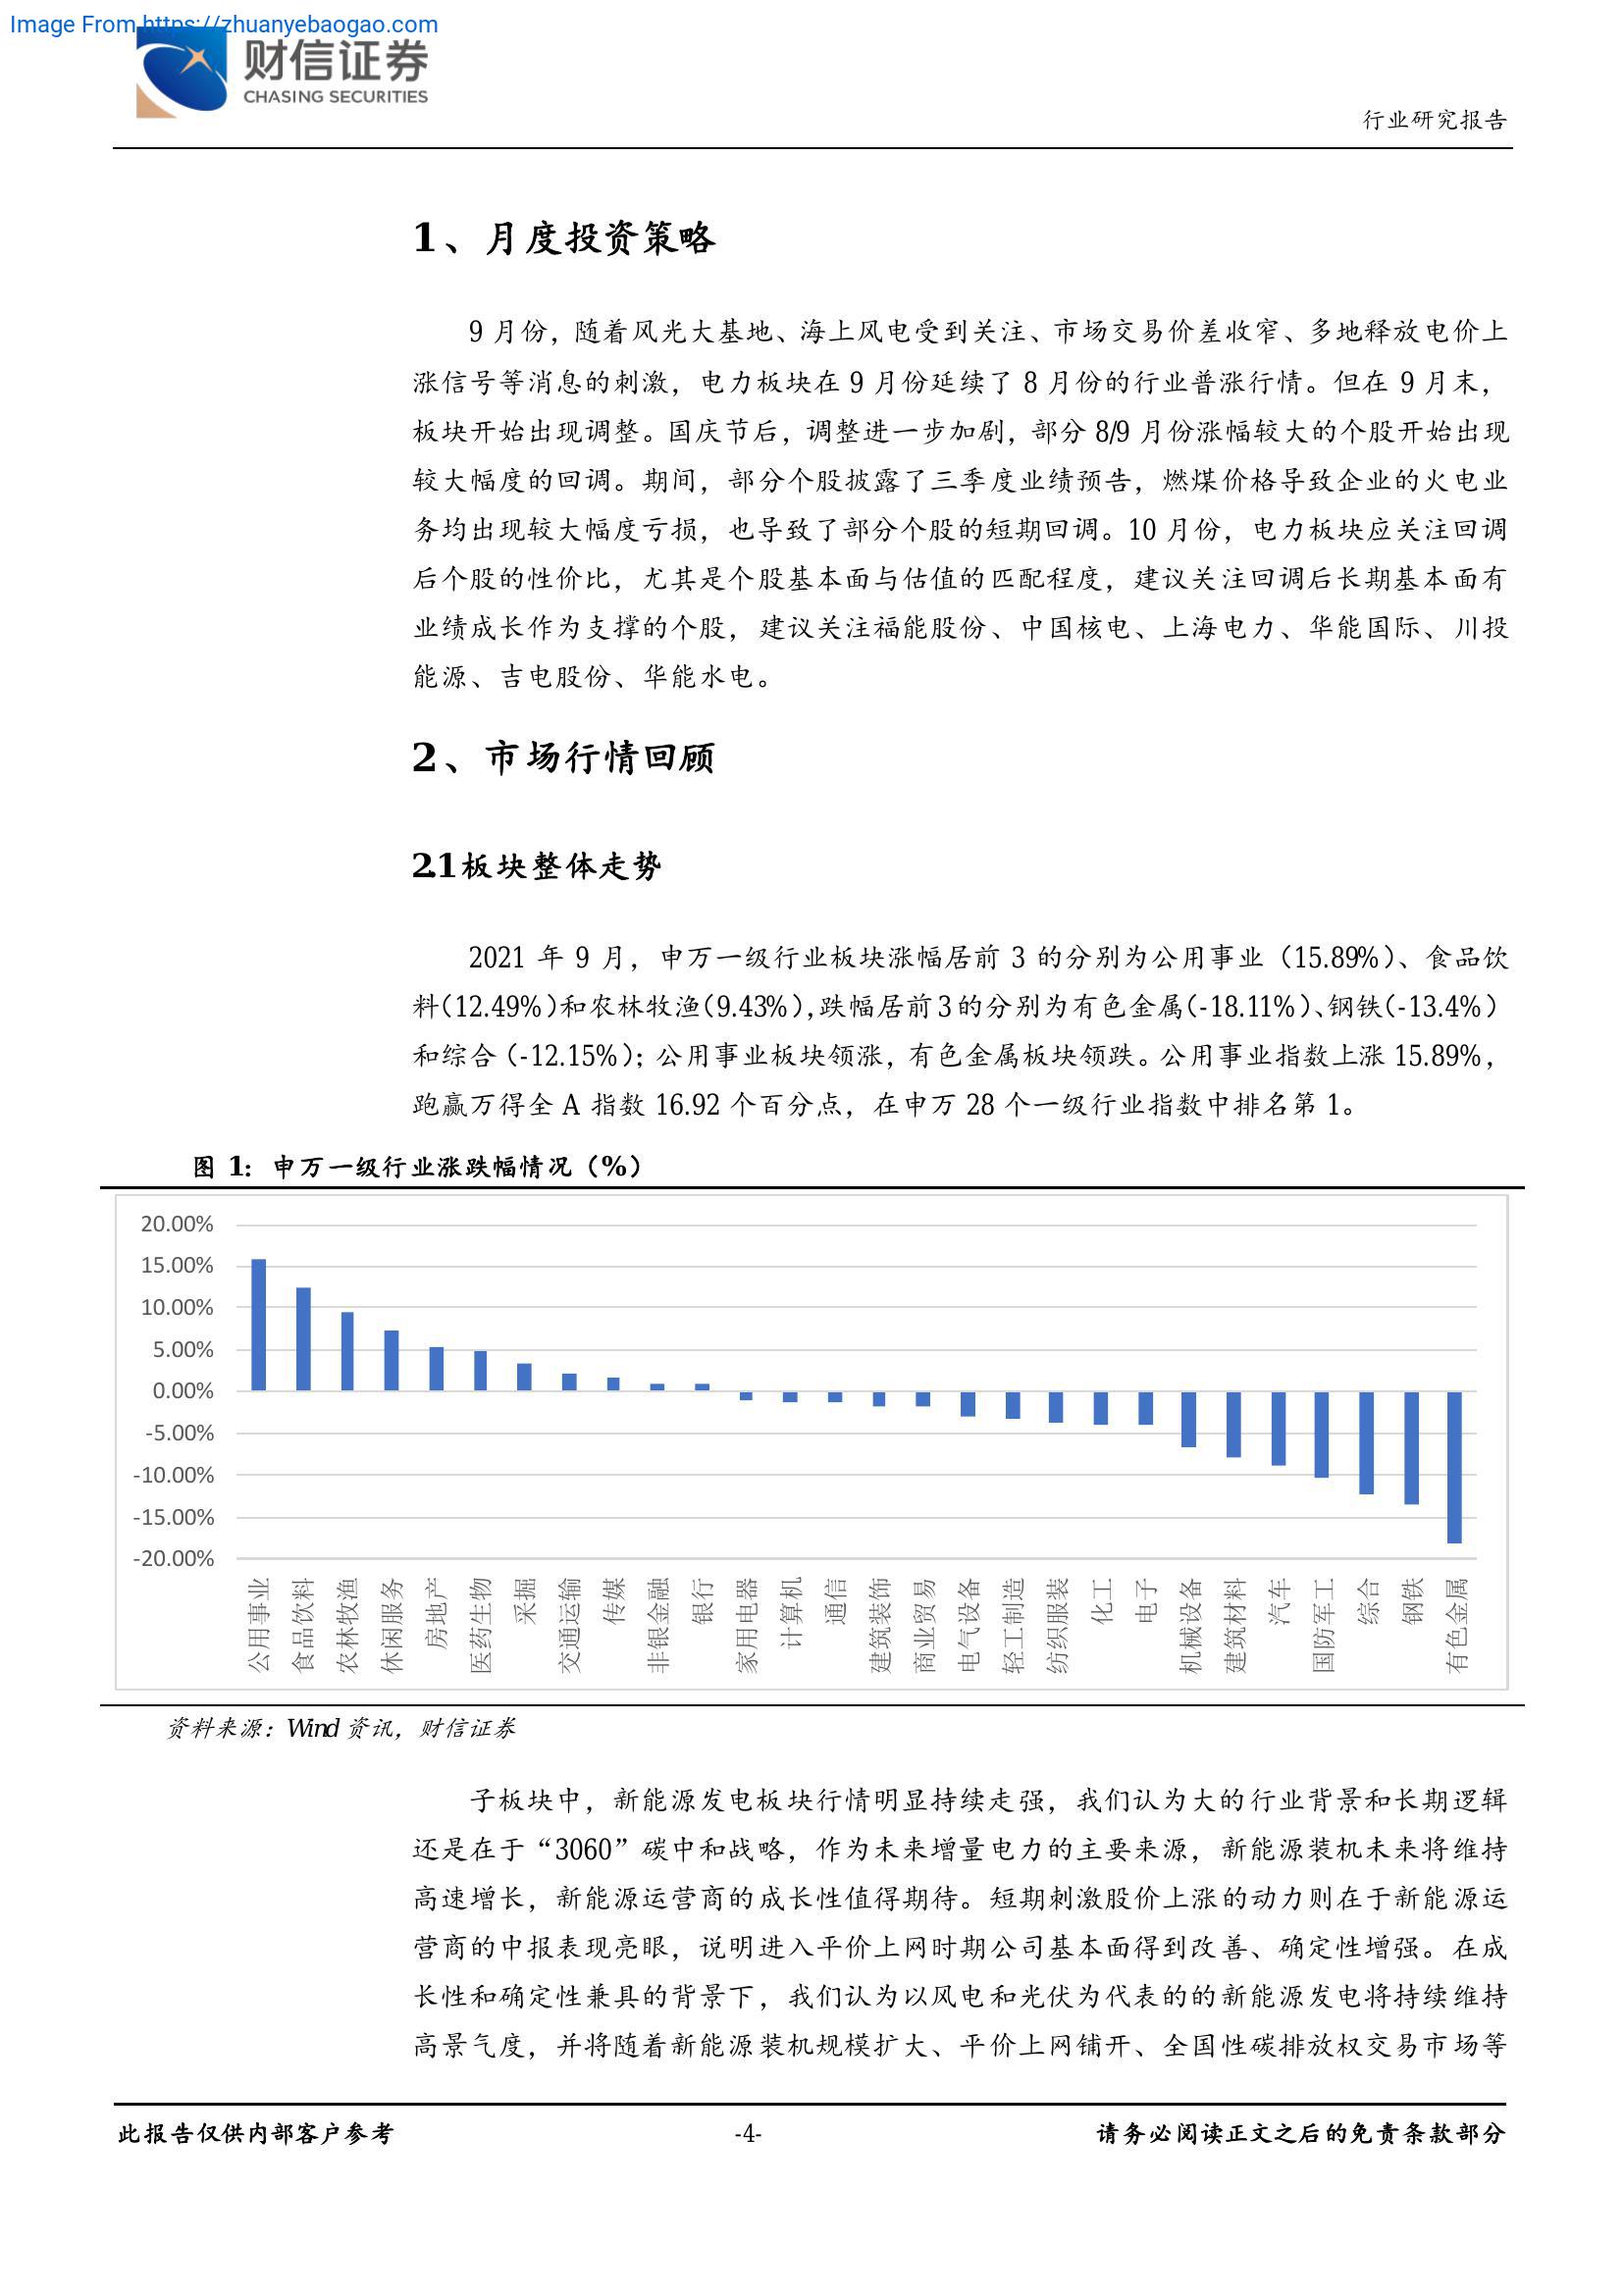 Image From https://zhuanyebaogao.com
财信证券
CHASING SECURITIES
行业研究报告
1、月度投资策略
9 月份，随着风光大基地、海上风电受到关注、市场交易价差收窄、多地释放电价上
涨信号等消息的刺激，电力板块在 9 月份延续了 8 月份的行业普涨行情。但在 9 月末，
板块开始出现调整。国庆节后，调整进一步加剧，部分 8/9 月份涨幅较大的个股开始出现
较大幅度的回调。期间，部分个股披露了三季度业绩预告，燃煤价格导致企业的火电业
务均出现较大幅度亏损，也导致了部分个股的短期回调。10 月份，电力板块应关注回调
后个股的性价比，尤其是个股基本面与估值的匹配程度，建议关注回调后长期基本面有
业绩成长作为支撑的个股，建议关注福能股份、中国核电、上海电力、华能国际、川投
能源、吉电股份、华能水电。
2、市场行情回顾
2.1 板块整体走势
2021 年 9 月，申万一级行业板块涨幅居前 3 的分别为公用事业（15.89%）、食品饮
料（12.49%）和农林牧渔（9.43%），跌幅居前 3 的分别为有色金属（-18.11%）、钢铁（-13.4%）
和综合（-12.15%）；公用事业板块领涨，有色金属板块领跌。公用事业指数上涨 15.89%，
跑赢万得全 A 指数 16.92 个百分点，在申万 28 个一级行业指数中排名第 1。
图 1：申万一级行业涨跌幅情况（%）
20.00%
15.00%
10.00%
5.00%
0.00%
-5.00%
-10.00%
-15.00%
-20.00%
公用事业
食品饮料
农林牧渔
休闲服务
房地产
医药生物
采掘
交通运输
传媒
非银金融
银行
家用电器
计算机
通信
建筑装饰
商业贸易
电气设备
轻工制造
纺织服装
化工
电子
机械设备
建筑材料
汽车
国防军工
综合
钢铁
有色金属
资料来源：Wind 资讯，财信证券
子板块中，新能源发电板块行情明显持续走强，我们认为大的行业背景和长期逻辑
还是在于“3060”碳中和战略，作为未来增量电力的主要来源，新能源装机未来将维持
高速增长，新能源运营商的成长性值得期待。短期刺激股价上涨的动力则在于新能源运
营商的中报表现亮眼，说明进入平价上网时期公司基本面得到改善、确定性增强。在成
长性和确定性兼具的背景下，我们认为以风电和光伏为代表的的新能源发电将持续维持
高景气度，并将随着新能源装机规模扩大、平价上网铺开、全国性碳排放权交易市场等
此报告仅供内部客户参考
-4-
请务必阅读正文之后的免责条款部分